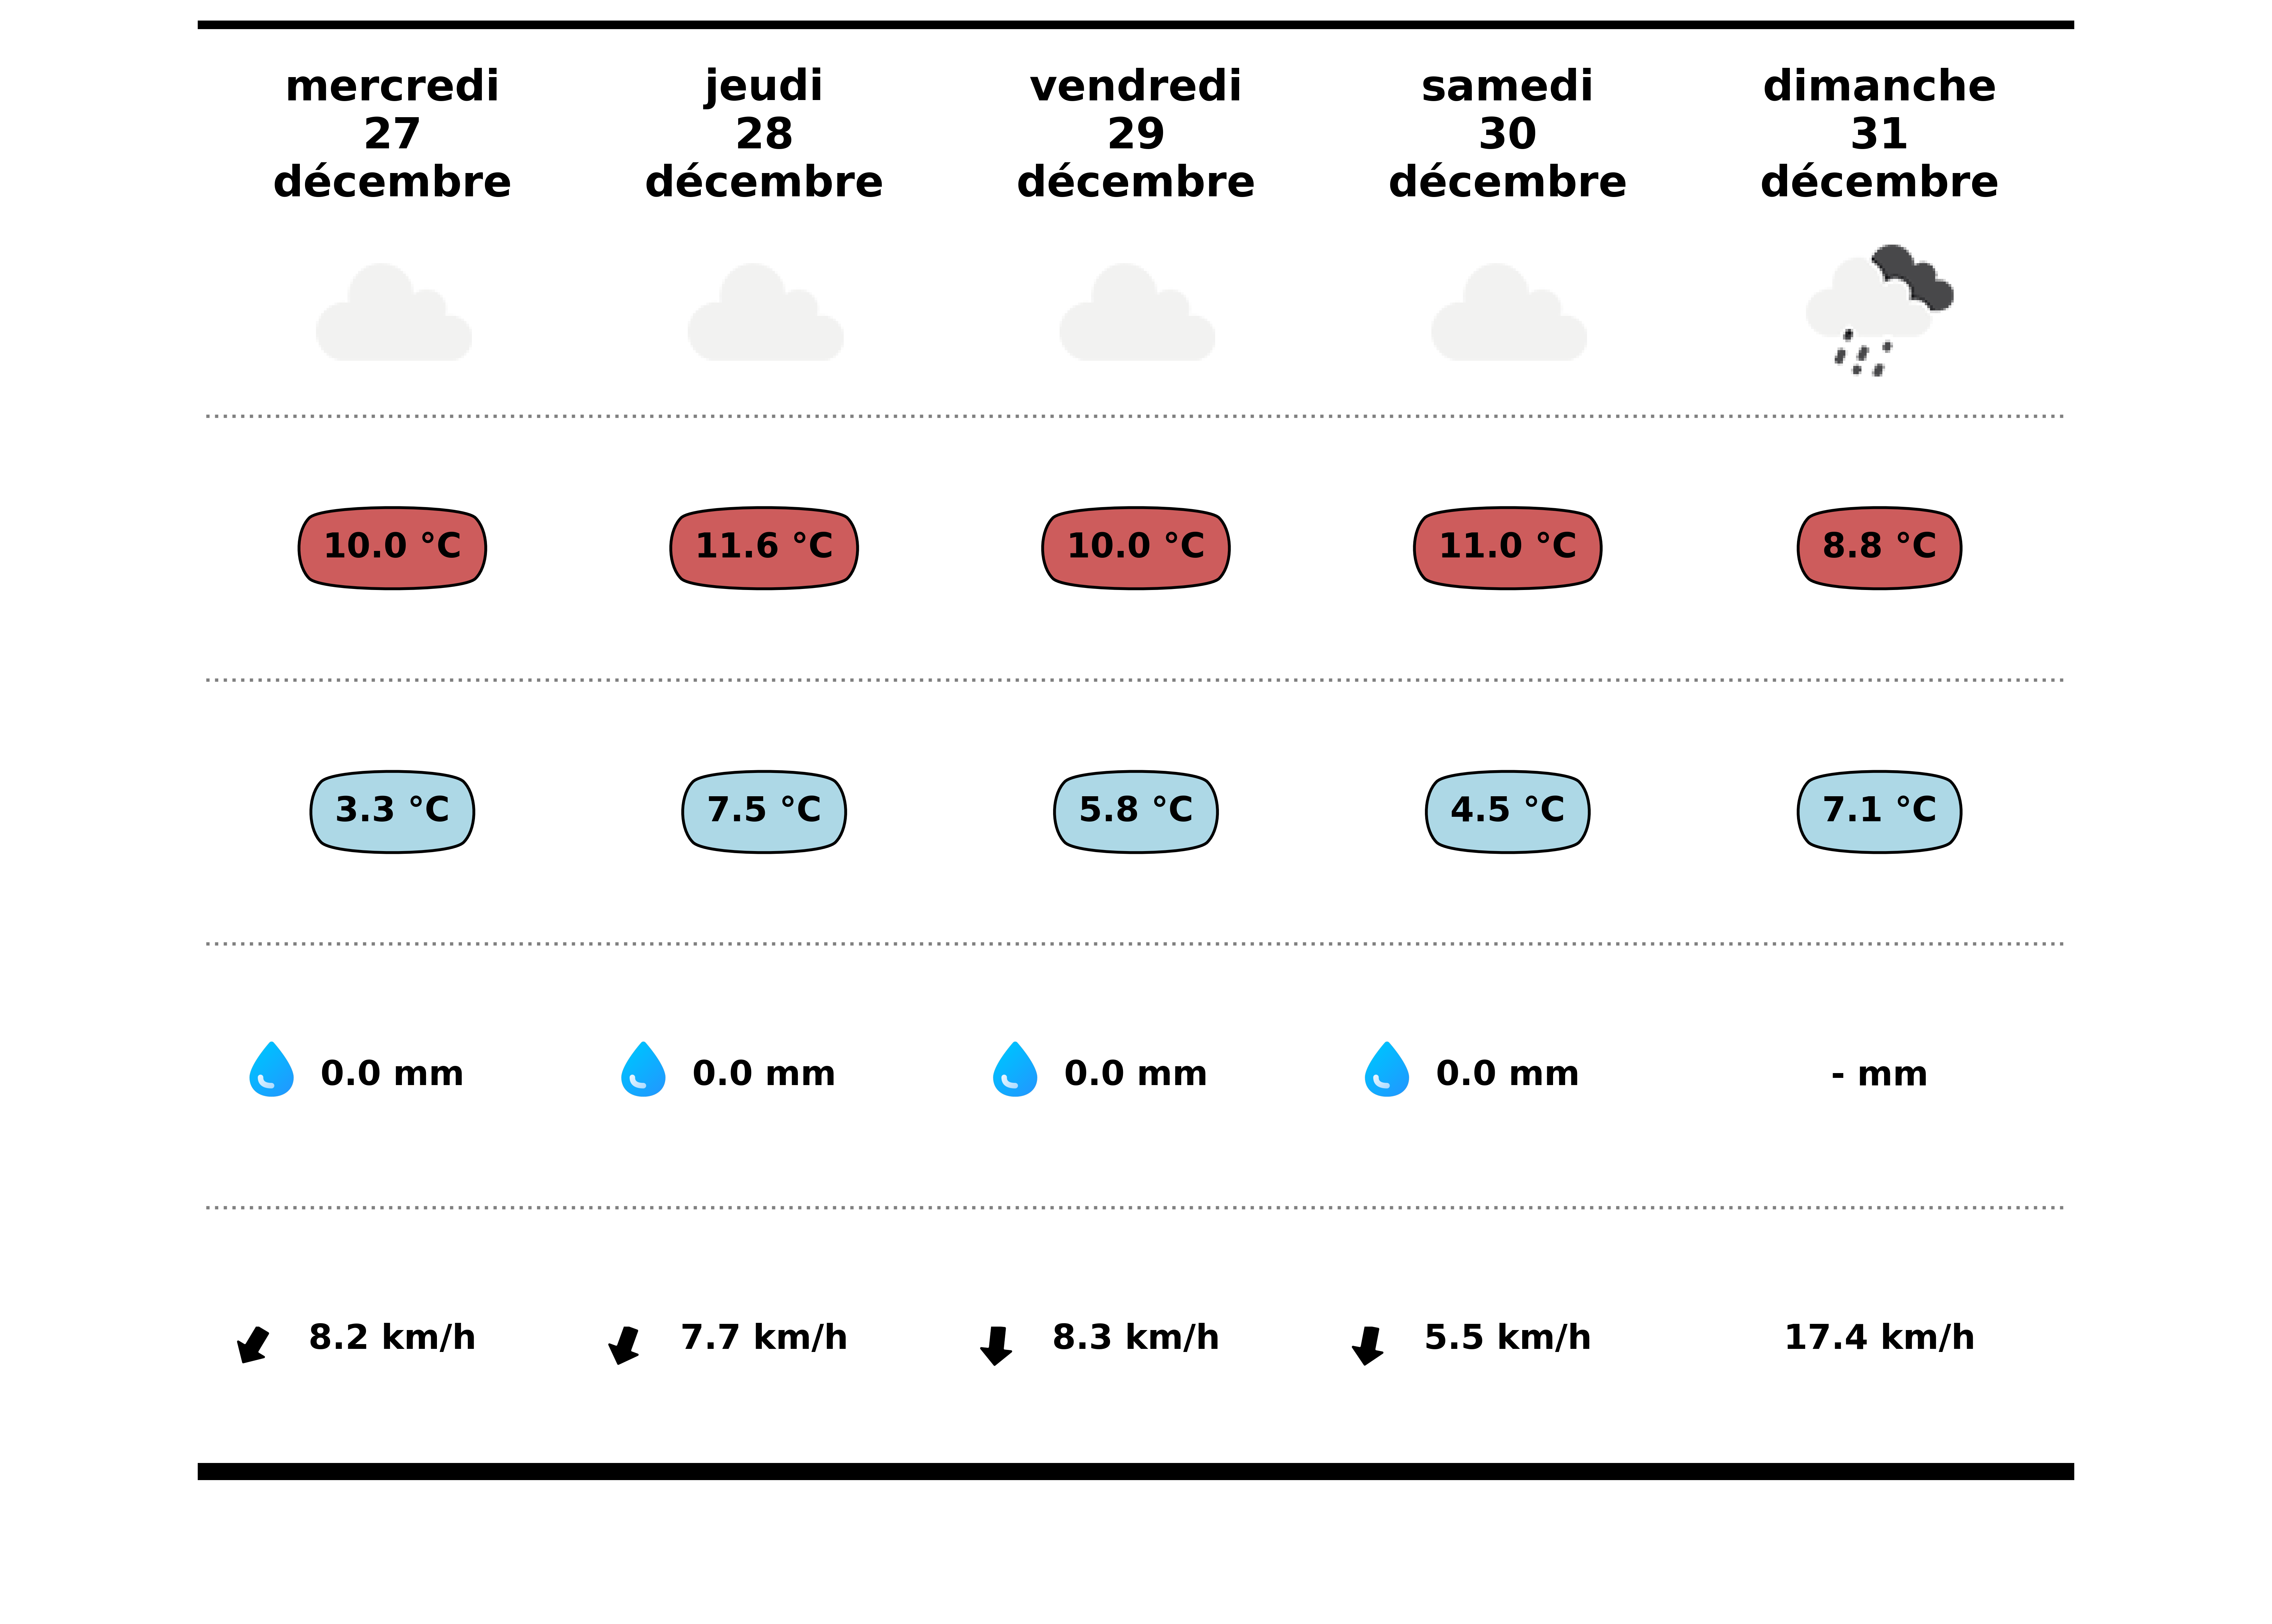 mercredi
27
décembre
jeudi
28
décembre
vendredi
29
décembre
samedi
30
décembre
dimanche
31
décembre
10.0 °C
11.6 °C
10.0 °C
11.0 °C
8.8 °C
3.3 °C
7.5 °C
5.8 °C
4.5 °C
7.1 °C
0.0 mm
0.0 mm
0.0 mm
0.0 mm
- mm
8.2 km/h
7.7 km/h
8.3 km/h
5.5 km/h
17.4 km/h